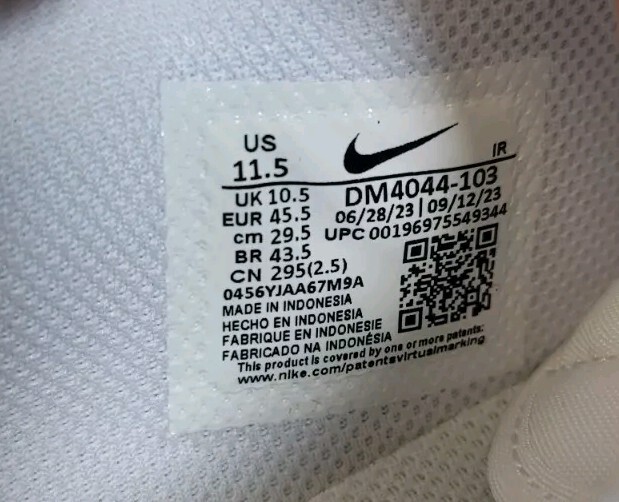 US
11.5
IR
UK 10.5
DM4044-103
EUR 45.5
06/28/23 | 09/12/23
cm 29.5
UPC 00196975549344
BR 43.5
CN 295(2.5)
0456YJAA67M9A
MADE IN INDONESIA
HECHO EN INDONESIA
FABRIQUE EN INDONESIE
FABRICADO NA INDONÉSIA
This product is covered by one or more patents:
www.nike.com/patentsvirtualmarking